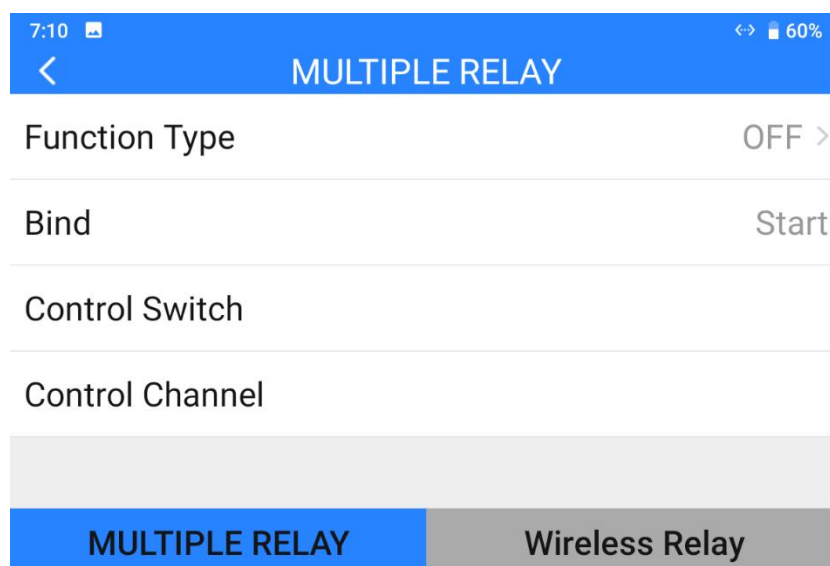 7:10 60%
MULTIPLE RELAY
Function Type OFF
Bind Start
Control Switch
Control Channel
MULTIPLE RELAY Wireless Relay